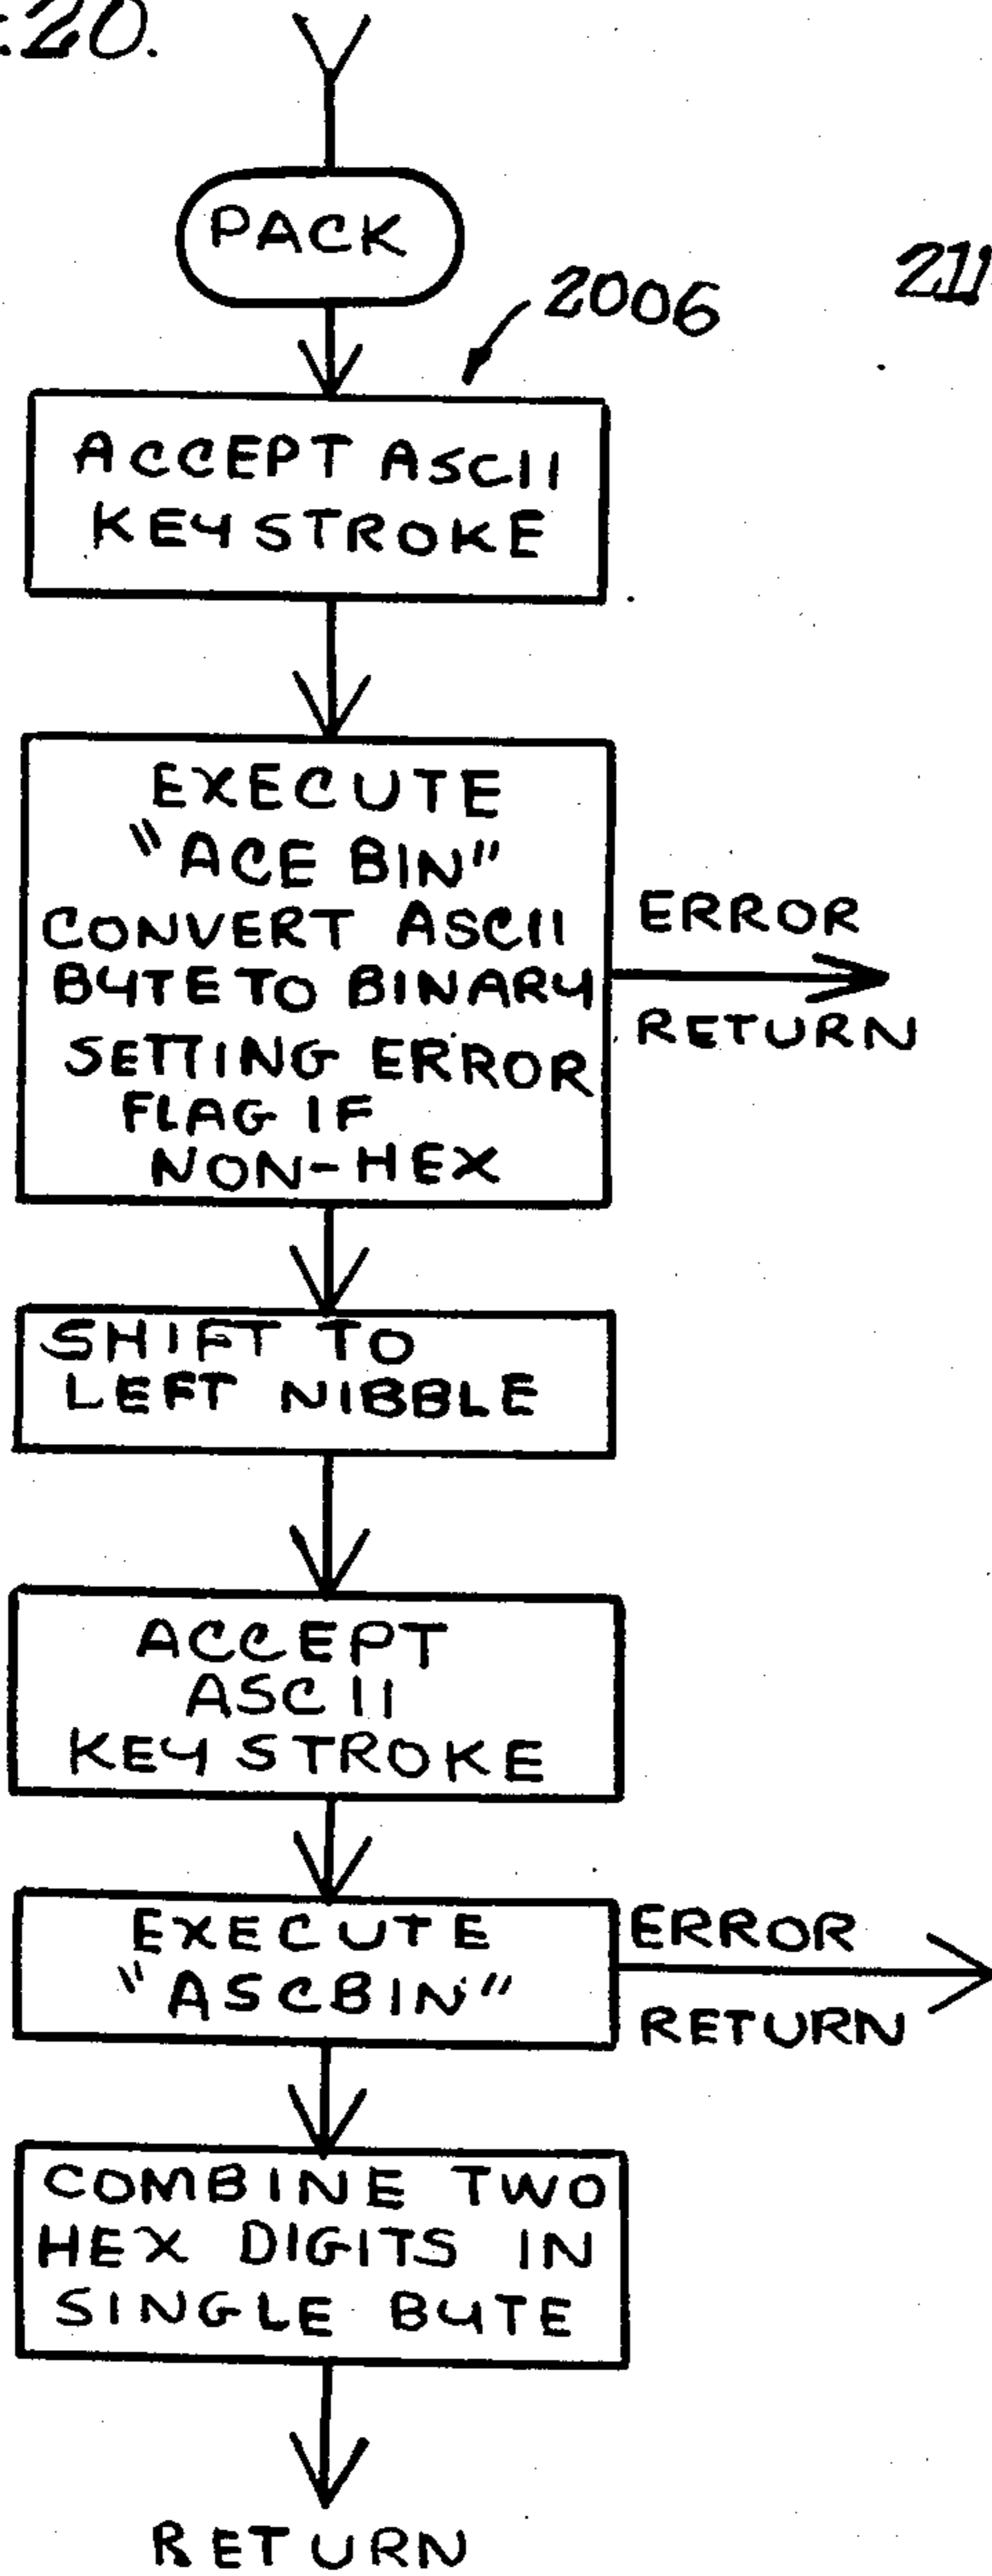 :20.
PACK
2006
211
ACCEPT ASCII
KEYSTROKE
EXECUTE
"ACE BIN"
CONVERT ASCII
BYTE TO BINARY
SETTING ERROR
FLAG IF
NON-HEX
ERROR
RETURN
SHIFT TO
LEFT NIBBLE
ACCEPT
ASCII
KEYSTROKE
EXECUTE
"ASCBIN"
ERROR
RETURN
COMBINE TWO
HEX DIGITS IN
SINGLE BYTE
RETURN